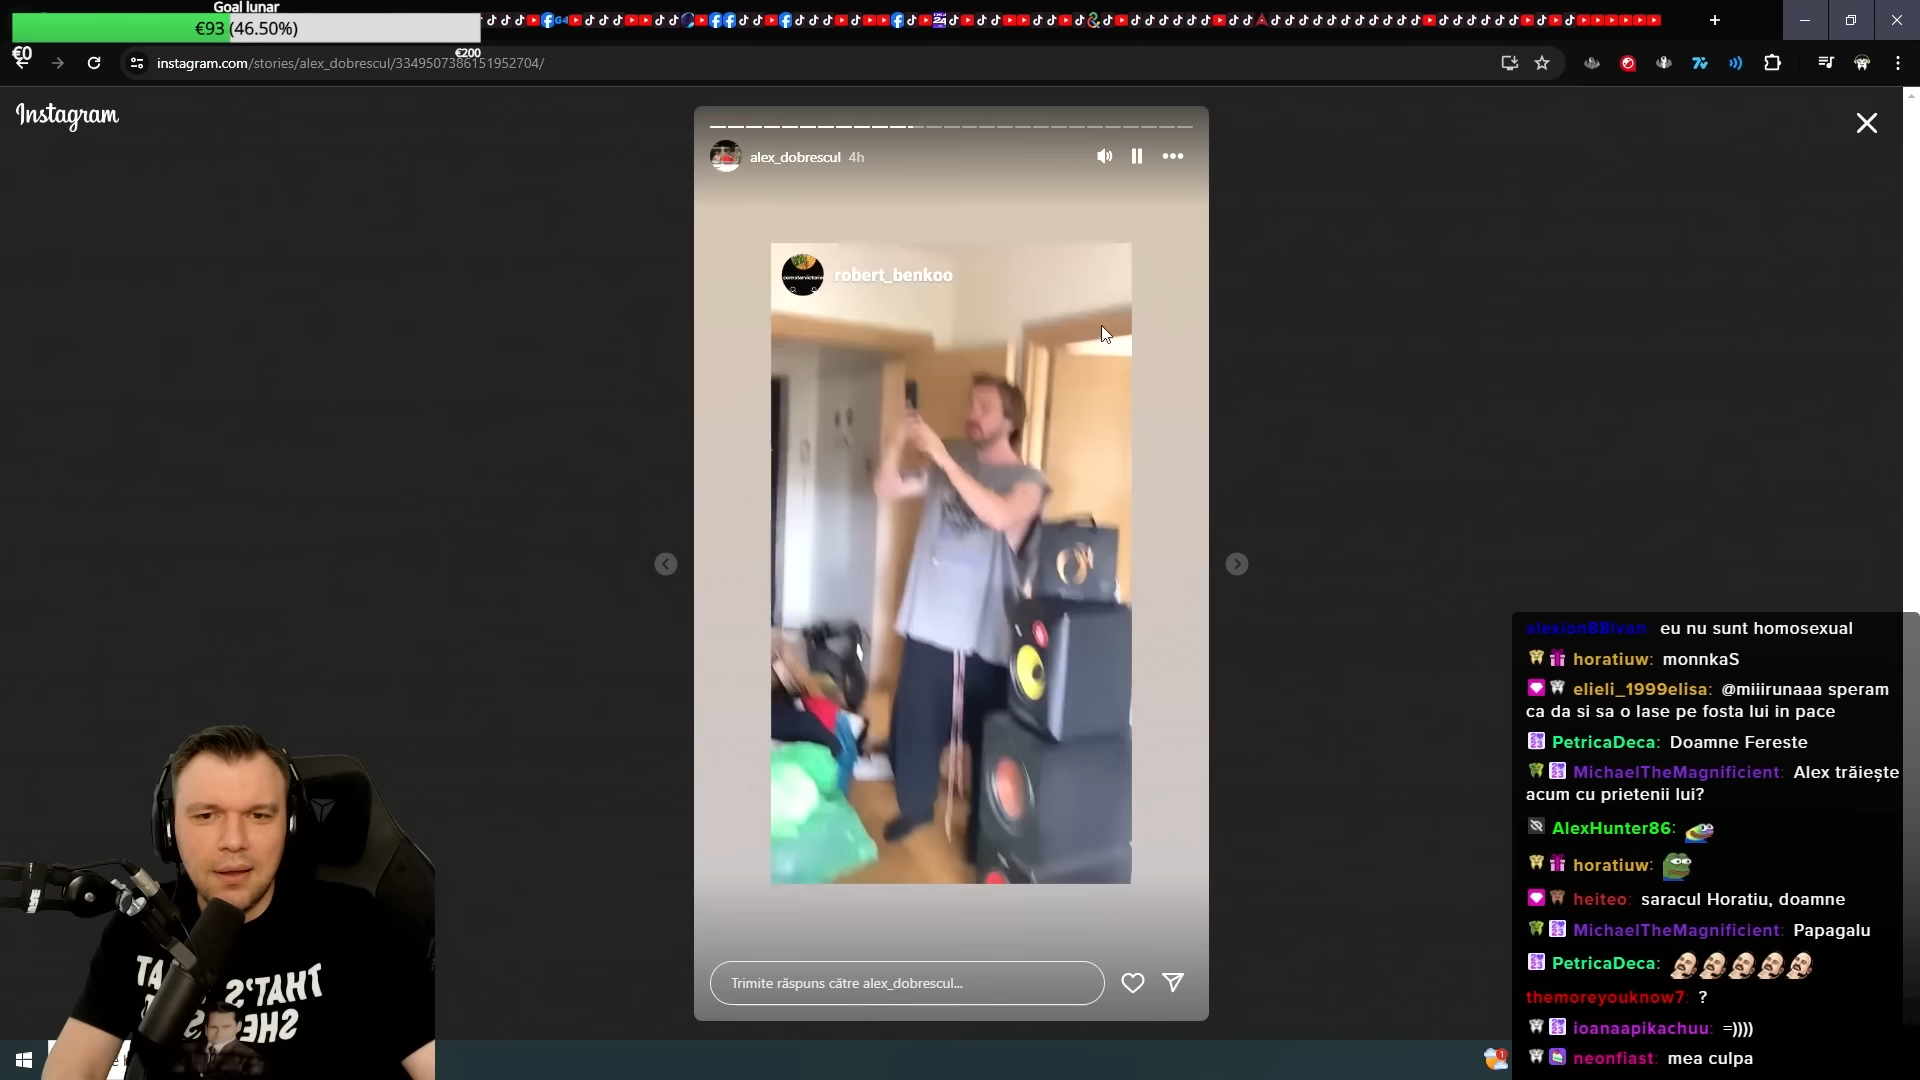 Goal lunar
€93 (46.50%)
€0
€200
instagram.com/stories/alex_dobrescul/3349507386151952704/
Instagram
alex_dobrescul 4h
robert_benkoo
Trimite răspuns către alex_dobrescul...
THAT'S WHAT
SHE S
alexion88ivan eu nu sunt homosexual
horatiuw: monnkaS
elieli_1999elisa: @miiirunaaa speram
ca da si sa o lase pe fosta lui in pace
PetricaDeca: Doamne Fereste
MichaelTheMagnificient: Alex trăiește
acum cu prietenii lui?
AlexHunter86:
horatiuw:
heiteo: saracul Horatiu, doamne
MichaelTheMagnificient: Papagalu
PetricaDeca:
themoreyouknow7: ?
ioanaapikachuu: =))))
neonfiast: mea culpa